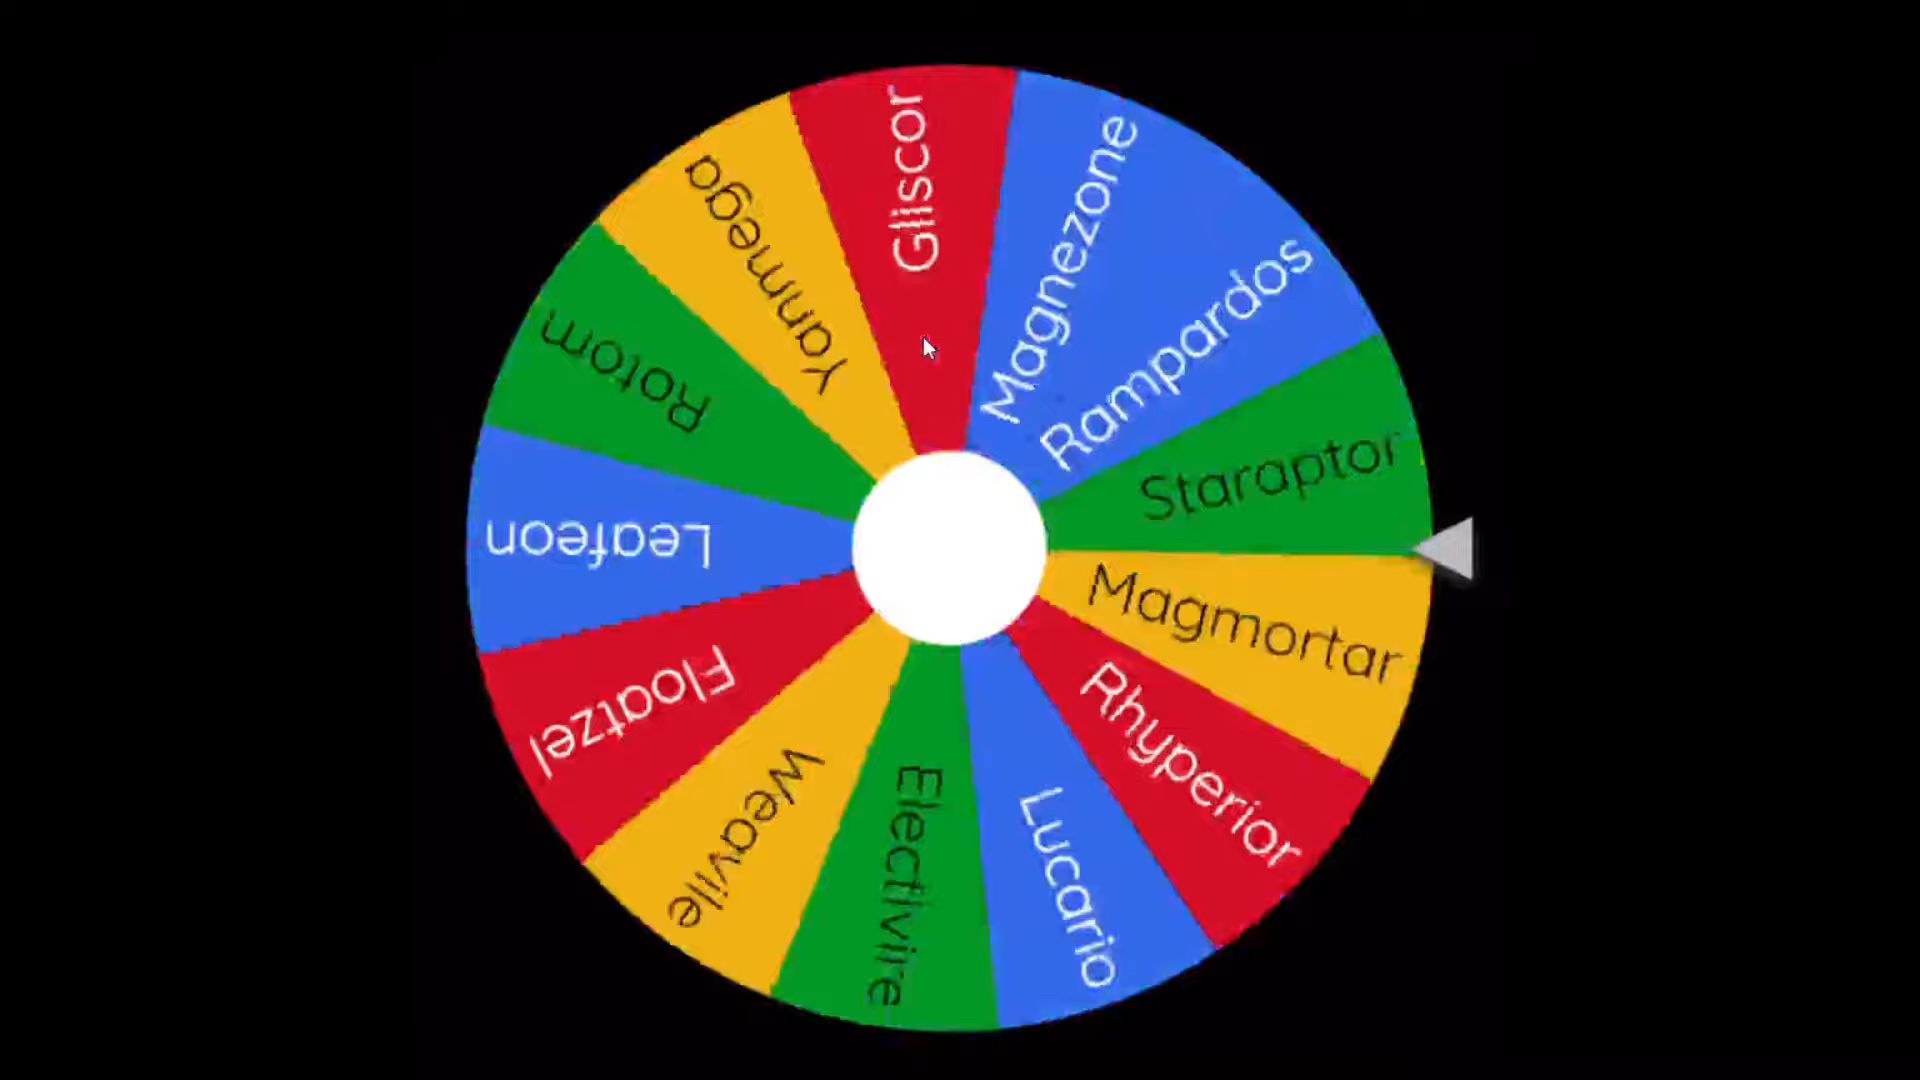 Gliscor
Magnezone
Rampardos
Staraptor
Magmortar
Rhyperior
Lucario
Electivire
Weavile
Floatzel
Leafeon
Rotom
Yanmega